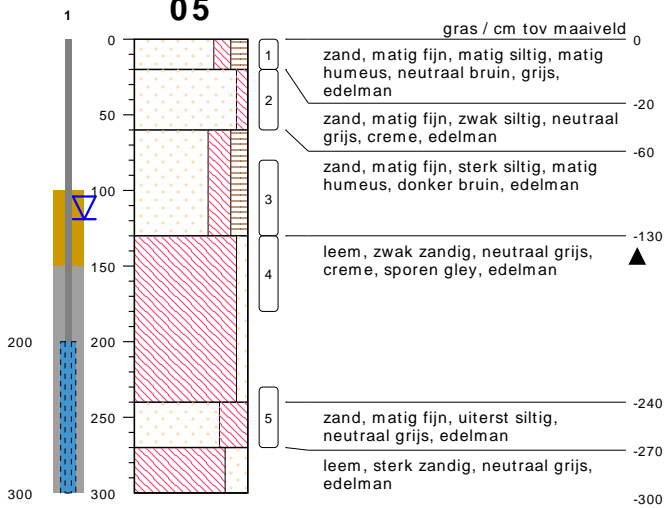 05
1
gras / cm tov maaiveld
0
0
1
zand, matig fijn, matig siltig, matig
humeus, neutraal bruin, grijs,
edelman
-20
2
50
zand, matig fijn, zwak siltig, neutraal
grijs, creme, edelman
-60
zand, matig fijn, sterk siltig, matig
humeus, donker bruin, edelman
100
3
-130
150
4
leem, zwak zandig, neutraal grijs,
creme, sporen gley, edelman
200
200
-240
250
5
zand, matig fijn, uiterst siltig,
neutraal grijs, edelman
-270
leem, sterk zandig, neutraal grijs,
edelman
300
300
-300